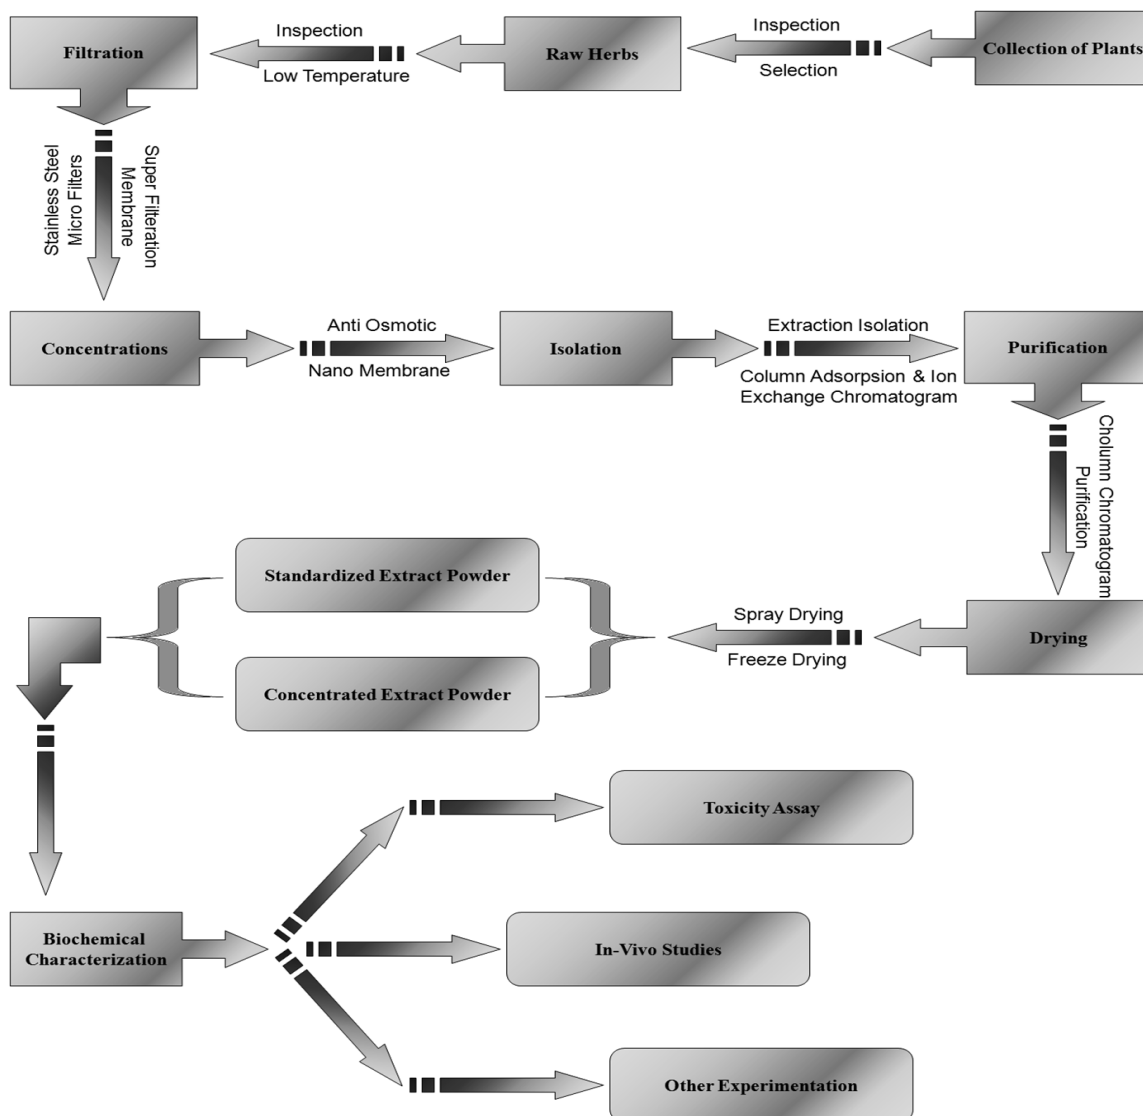 Collection of Plants
Inspection
Selection
Raw Herbs
Inspection
Low Temperature
Filtration
Stainless Steel
Micro Filters
Super Filteration
Membrane
Concentrations
Anti Osmotic
Nano Membrane
Isolation
Extraction Isolation
Column Adsorpsion & Ion
Exchange Chromatogram
Purification
Cholumn Chromatogram
Purification
Drying
Spray Drying
Freeze Drying
Standardized Extract Powder
Concentrated Extract Powder
Biochemical
Characterization
Toxicity Assay
In-Vivo Studies
Other Experimentation